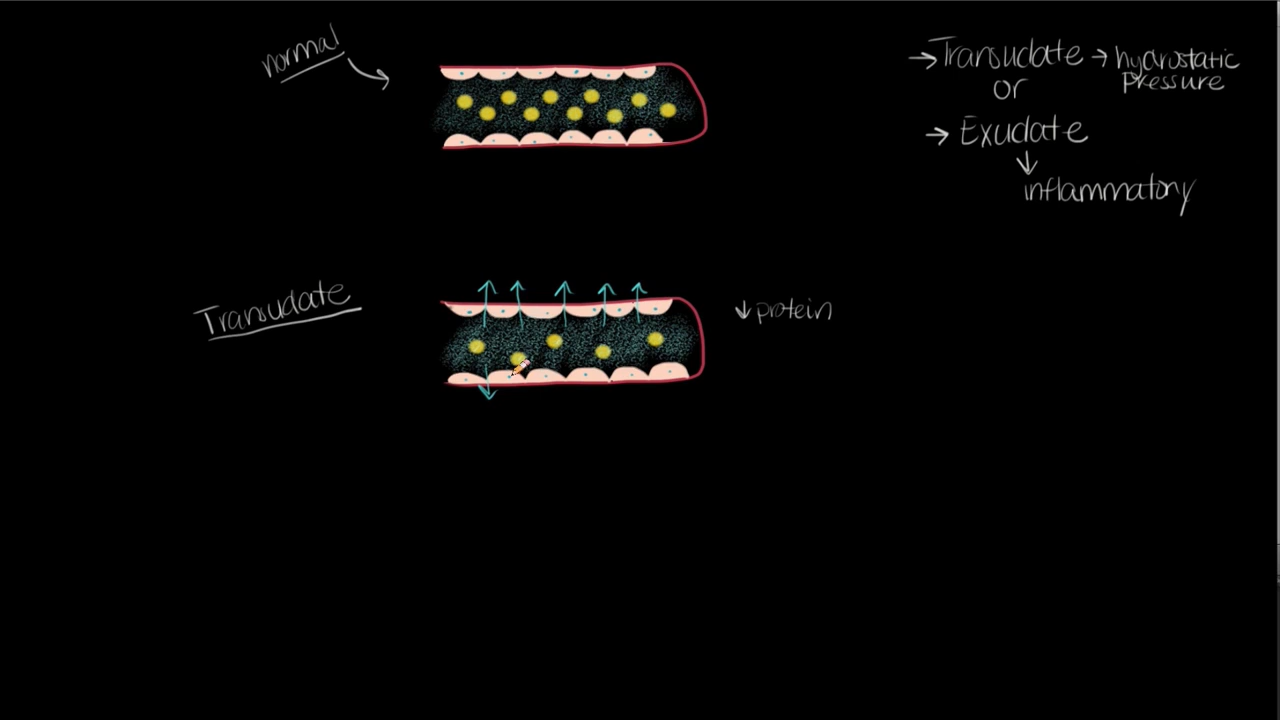 normal
→ Transudate → hydrostatic
pressure
or
→ Exudate
↓
inflammatory
Transudate
↓ protein